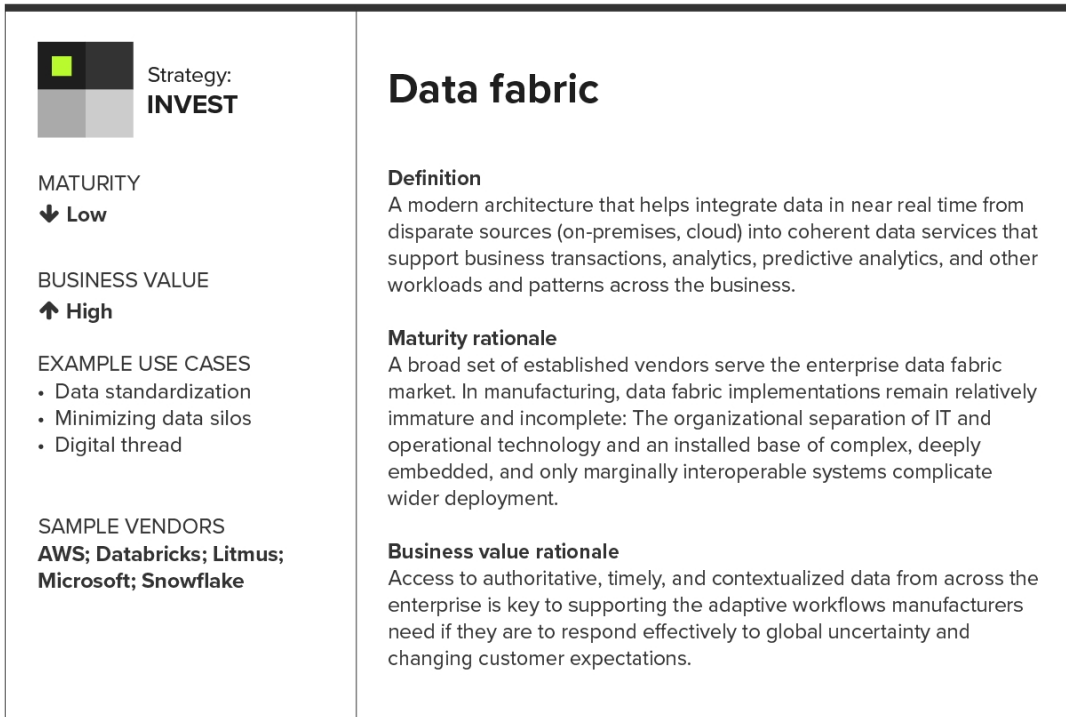 Strategy:
INVEST
MATURITY
↓ Low
BUSINESS VALUE
↑ High
EXAMPLE USE CASES
• Data standardization
• Minimizing data silos
• Digital thread
SAMPLE VENDORS
AWS; Databricks; Litmus;
Microsoft; Snowflake
Data fabric
Definition
A modern architecture that helps integrate data in near real time from
disparate sources (on-premises, cloud) into coherent data services that
support business transactions, analytics, predictive analytics, and other
workloads and patterns across the business.
Maturity rationale
A broad set of established vendors serve the enterprise data fabric
market. In manufacturing, data fabric implementations remain relatively
immature and incomplete: The organizational separation of IT and
operational technology and an installed base of complex, deeply
embedded, and only marginally interoperable systems complicate
wider deployment.
Business value rationale
Access to authoritative, timely, and contextualized data from across the
enterprise is key to supporting the adaptive workflows manufacturers
need if they are to respond effectively to global uncertainty and
changing customer expectations.